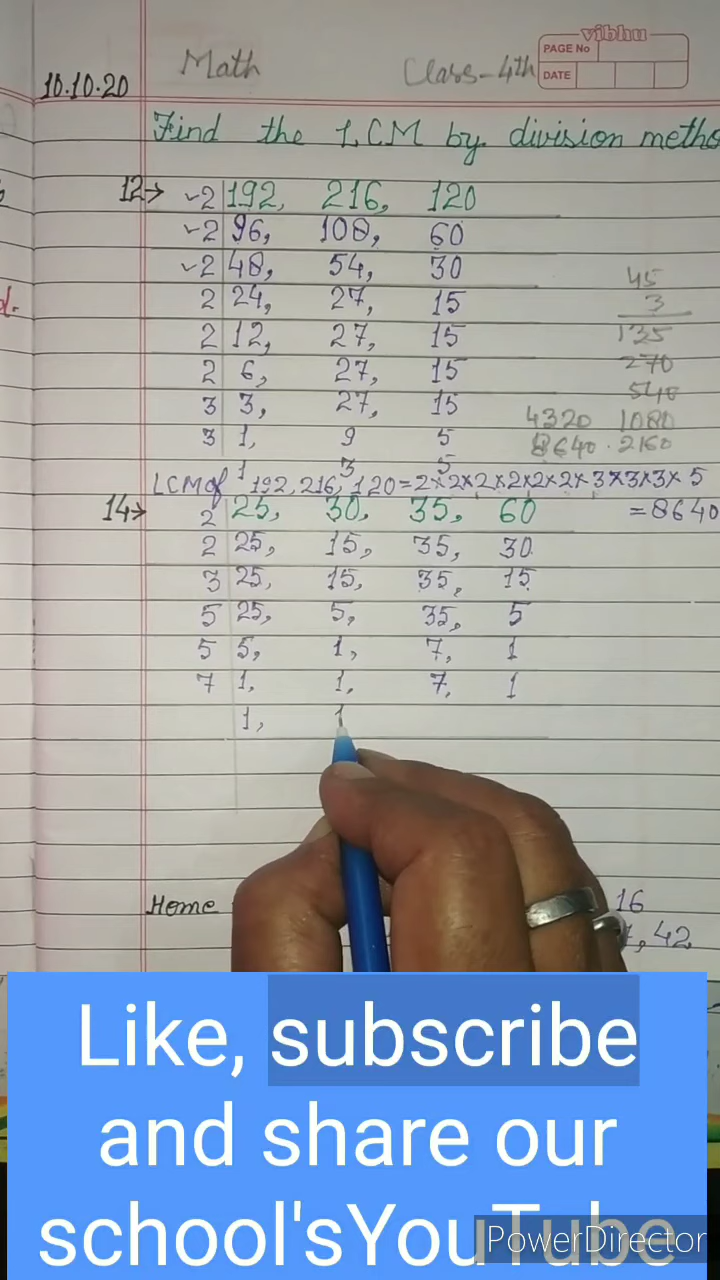 vibhu
PAGE No
DATE
10.10.20
Math
Class-4th
Find the LCM by division metho
12→ ✓2 192, 216, 120
✓2 96, 108, 60
✓2 48, 54, 30
2 24, 27, 15
2 12, 27, 15
2 6, 27, 15
3 3, 27, 15
3 1, 9 5
1 3 5
45
3
135
270
540
4320 1080
8640 . 2160
LCM of 192, 216, 120 = 2×2×2×2×2×2×3×3×3×5
= 8640
14→ 2 25, 30, 35, 60
2 25, 15, 35, 30
3 25, 15, 35, 15
5 25, 5, 35, 5
5 5, 1, 7, 1
7 1, 1, 7, 1
1, 1
Home
16
, 42
Like, subscribe
and share our
school'sYouTube
PowerDirector